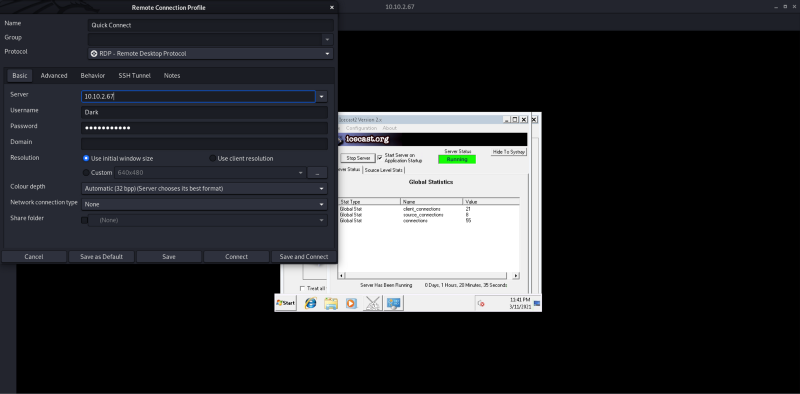 Remote Connection Profile
10.10.2.67
Name
Quick Connect
Group
Protocol
RDP - Remote Desktop Protocol
Basic
Advanced
Behavior
SSH Tunnel
Notes
Server
10.10.2.67
Username
Dark
Password
Domain
Resolution
Use initial window size
Use client resolution
Custom
640x480
...
Colour depth
Automatic (32 bpp) (Server chooses its best format)
Network connection type
None
Share folder
(None)
Cancel
Save as Default
Save
Connect
Save and Connect
Icecast2 Version 2.x
Configuration
About
icecast.org
Stop Server
Start Server on
Application Startup
Server Status
Running
Hide To Systray
Source Level Stats
Global Statistics
Stat Type
Name
Value
Global Stat
client_connections
21
Global Stat
source_connections
8
Global Stat
connections
55
Server Has Been Running
0 Days, 1 Hours, 20 Minutes, 35 Seconds
Treat all
Start
11:41 PM
3/11/2021